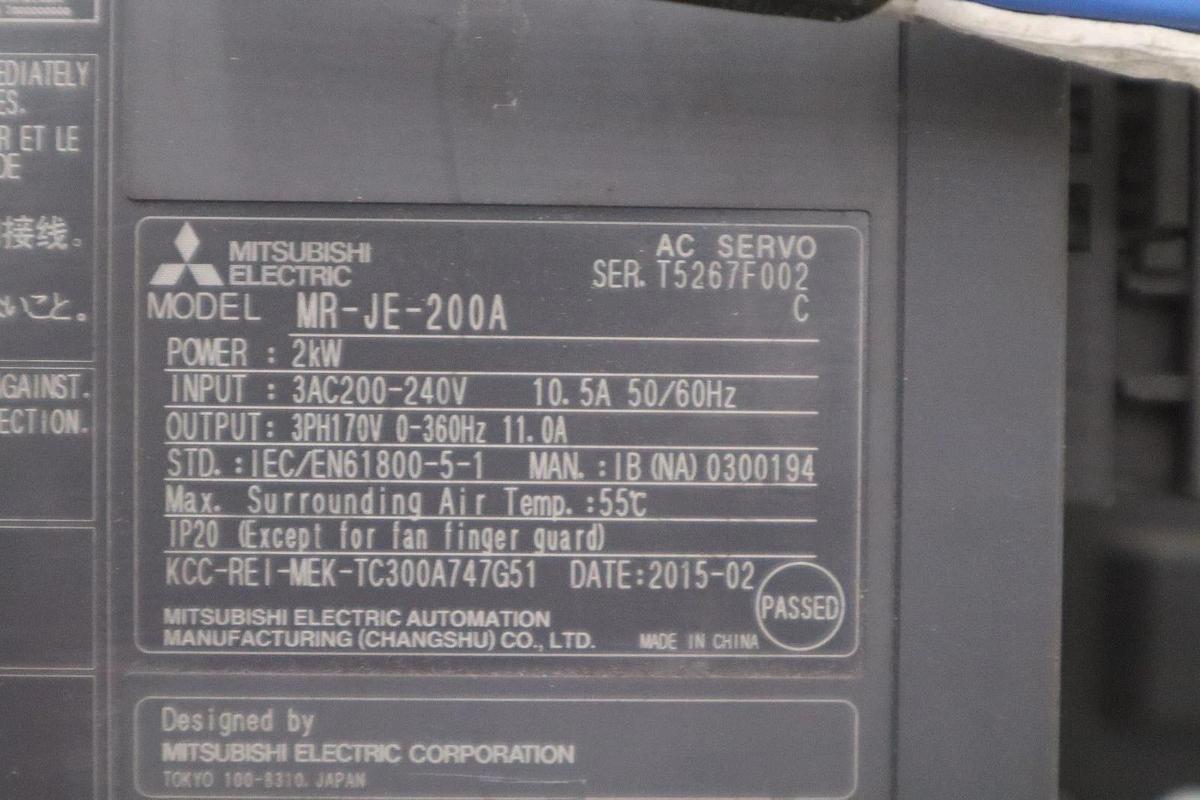 EDIATELY
ES.
R ET LE
DE
接线。
いこと。
GAINST.
ECTION.
MITSUBISHI
ELECTRIC
AC SERVO
SER. T5267F002
C
MODEL MR-JE-200A
POWER : 2kW
INPUT : 3AC200-240V 10.5A 50/60Hz
OUTPUT: 3PH170V 0-360Hz 11.0A
STD. : IEC/EN61800-5-1 MAN. : IB(NA)0300194
Max. Surrounding Air Temp. :55℃
IP20 (Except for fan finger guard)
KCC-REI-MEK-TC300A747G51 DATE:2015-02
PASSED
MITSUBISHI ELECTRIC AUTOMATION
MANUFACTURING (CHANGSHU) CO., LTD. MADE IN CHINA
Designed by
MITSUBISHI ELECTRIC CORPORATION
TOKYO 100-8310, JAPAN